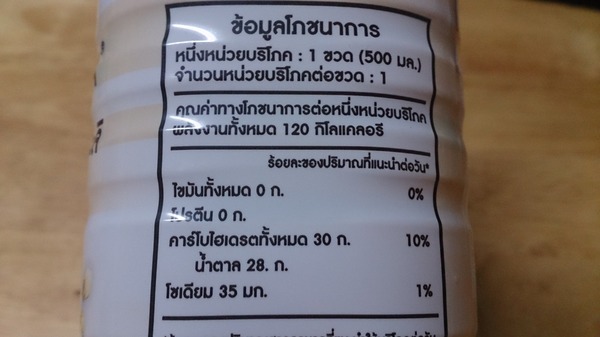 ข้อมูลโภชนาการ
หนึ่งหน่วยบริโภค : 1 ขวด (500 มล.)
จำนวนหน่วยบริโภคต่อขวด : 1
คุณค่าทางโภชนาการต่อหนึ่งหน่วยบริโภค
พลังงานทั้งหมด 120 กิโลแคลอรี
ร้อยละของปริมาณที่แนะนำต่อวัน*
ไขมันทั้งหมด 0 ก. 0%
โปรตีน 0 ก.
คาร์โบไฮเดรตทั้งหมด 30 ก. 10%
น้ำตาล 28. ก.
โซเดียม 35 มก. 1%